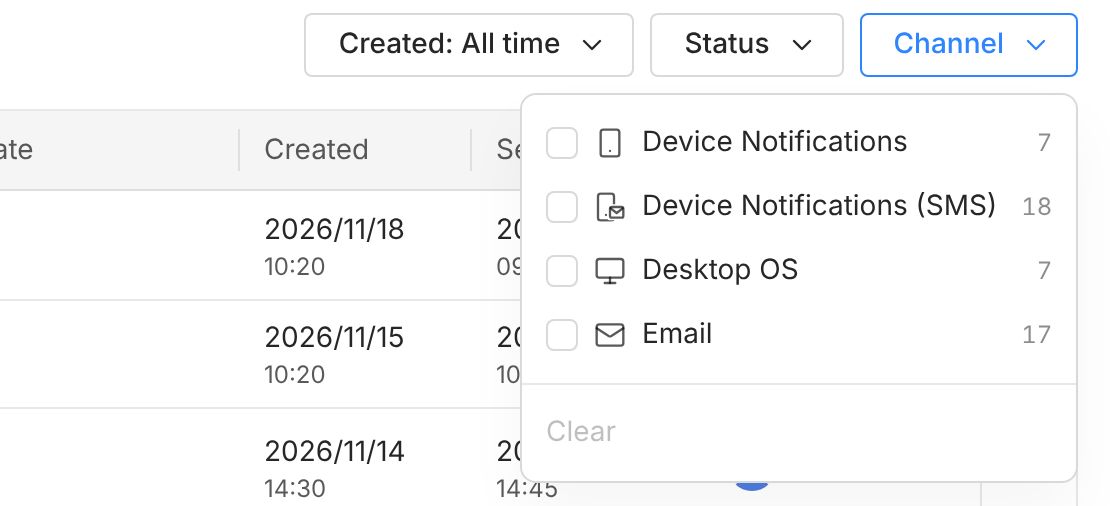 Created: All time
Status
Channel
Created
Device Notifications 7
Device Notifications (SMS) 18
Desktop OS 7
Email 17
Clear
2026/11/18
10:20
2026/11/15
10:20
2026/11/14
14:30
14:45